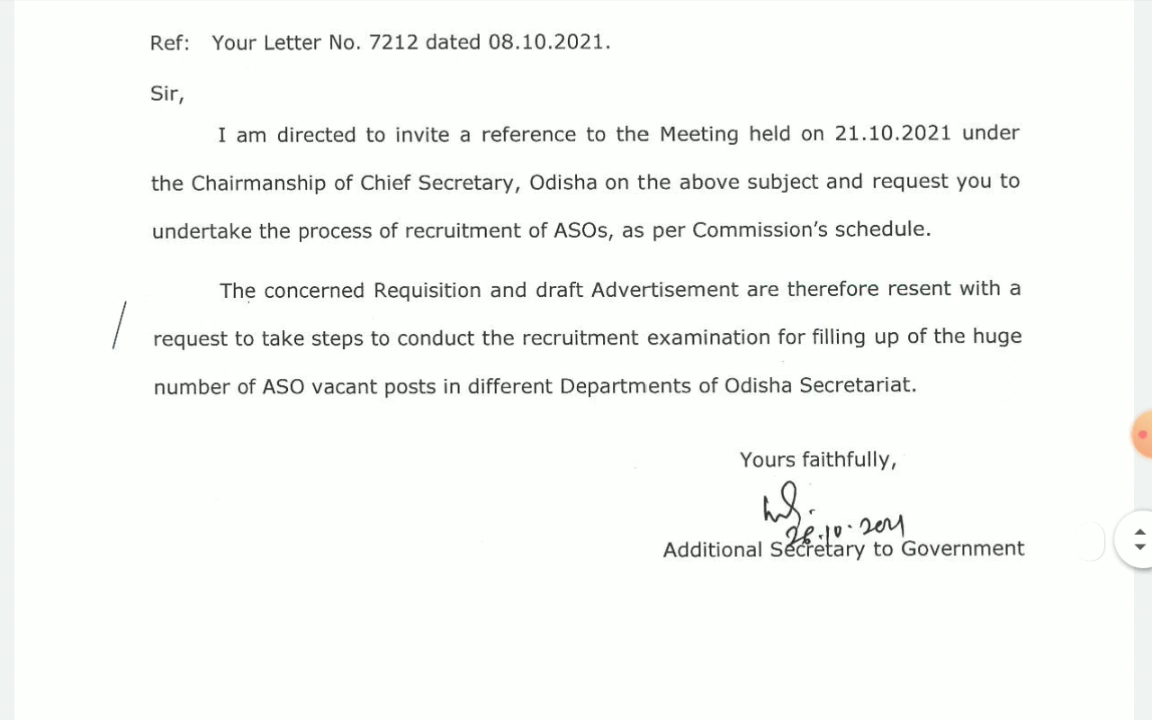 Ref: Your Letter No. 7212 dated 08.10.2021.
Sir,
I am directed to invite a reference to the Meeting held on 21.10.2021 under
the Chairmanship of Chief Secretary, Odisha on the above subject and request you to
undertake the process of recruitment of ASOs, as per Commission's schedule.
The concerned Requisition and draft Advertisement are therefore resent with a
request to take steps to conduct the recruitment examination for filling up of the huge
number of ASO vacant posts in different Departments of Odisha Secretariat.
Yours faithfully,
28.10.2021
Additional Secretary to Government